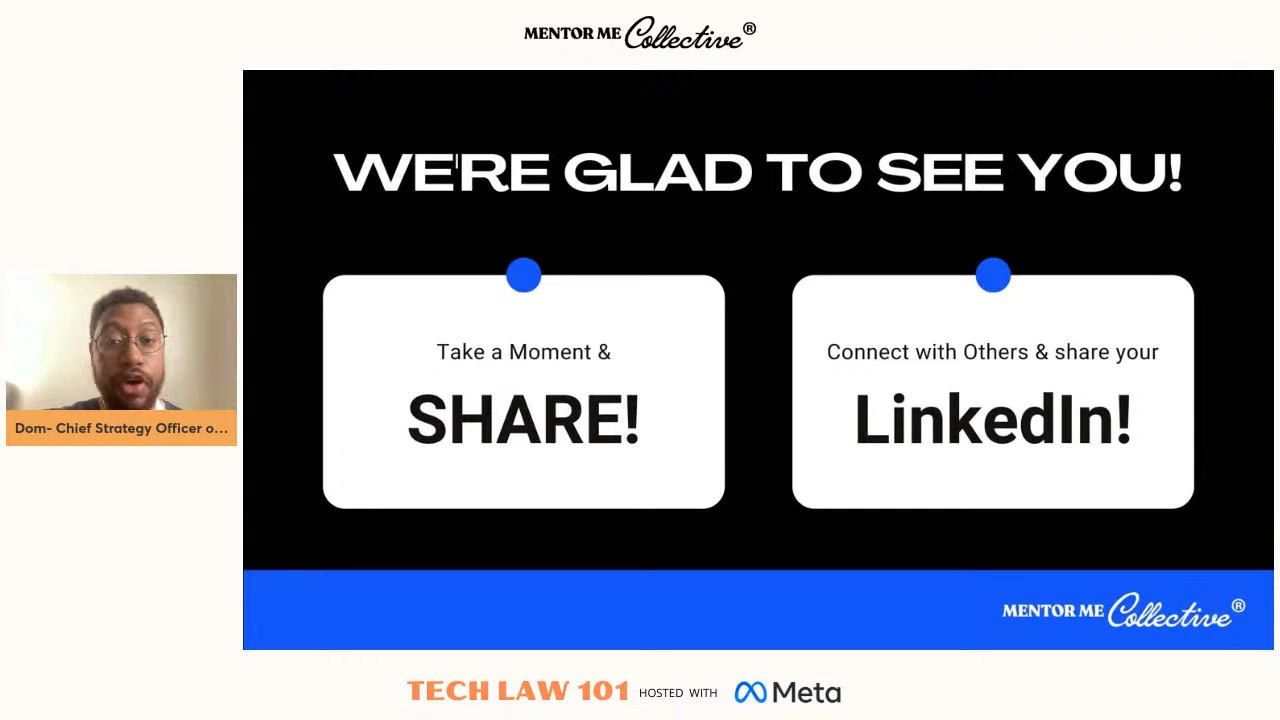 MENTOR ME Collective®
WE'RE GLAD TO SEE YOU!
Take a Moment &
SHARE!
Connect with Others & share your
LinkedIn!
Dom- Chief Strategy Officer o...
MENTOR ME Collective®
TECH LAW 101 HOSTED WITH Meta